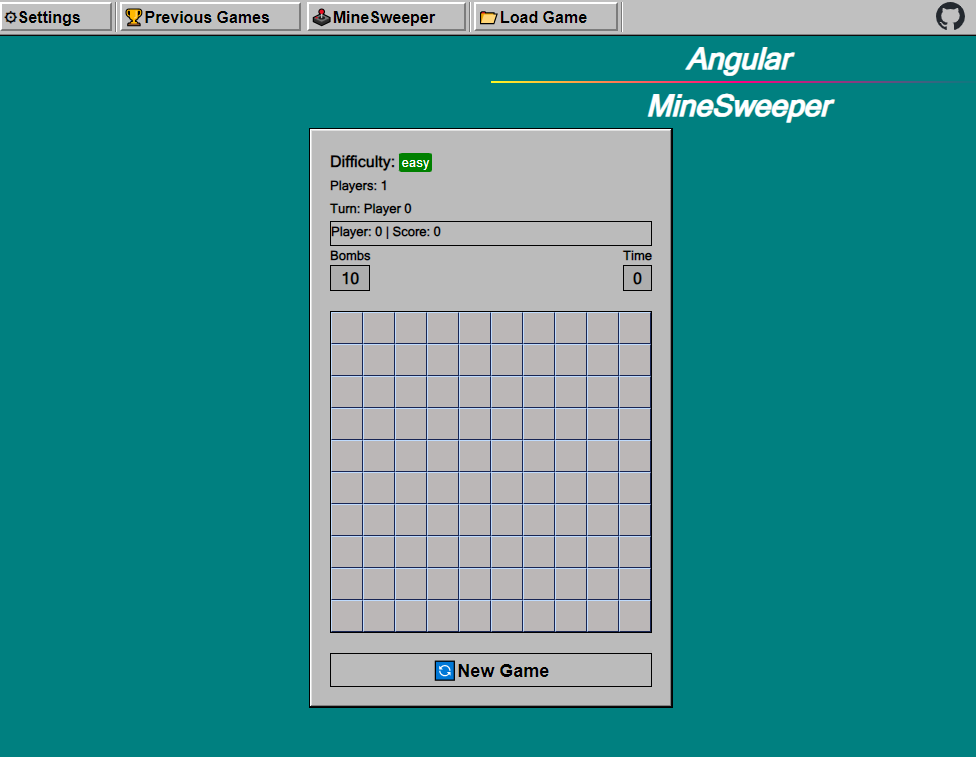 ⚙Settings 🏆Previous Games 🕹MineSweeper 📂Load Game
Angular
MineSweeper
Difficulty: easy
Players: 1
Turn: Player 0
Player: 0 | Score: 0
Bombs Time
10 0
🔄New Game